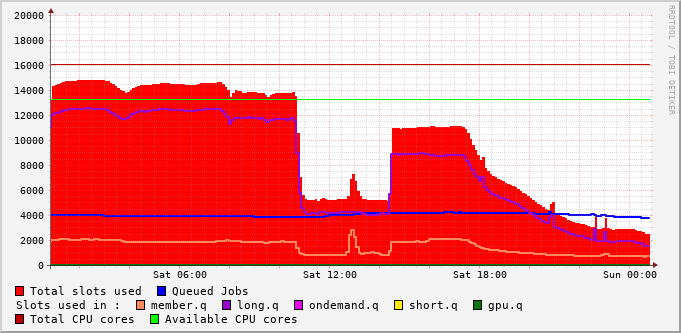 20000
18000
16000
14000
12000
10000
8000
6000
4000
2000
0
Sat 06:00 Sat 12:00 Sat 18:00 Sun 00:00
RRDTOOL / TOBI OETIKER
Total slots used Queued Jobs
Slots used in : member.q long.q ondemand.q short.q gpu.q
Total CPU cores Available CPU cores